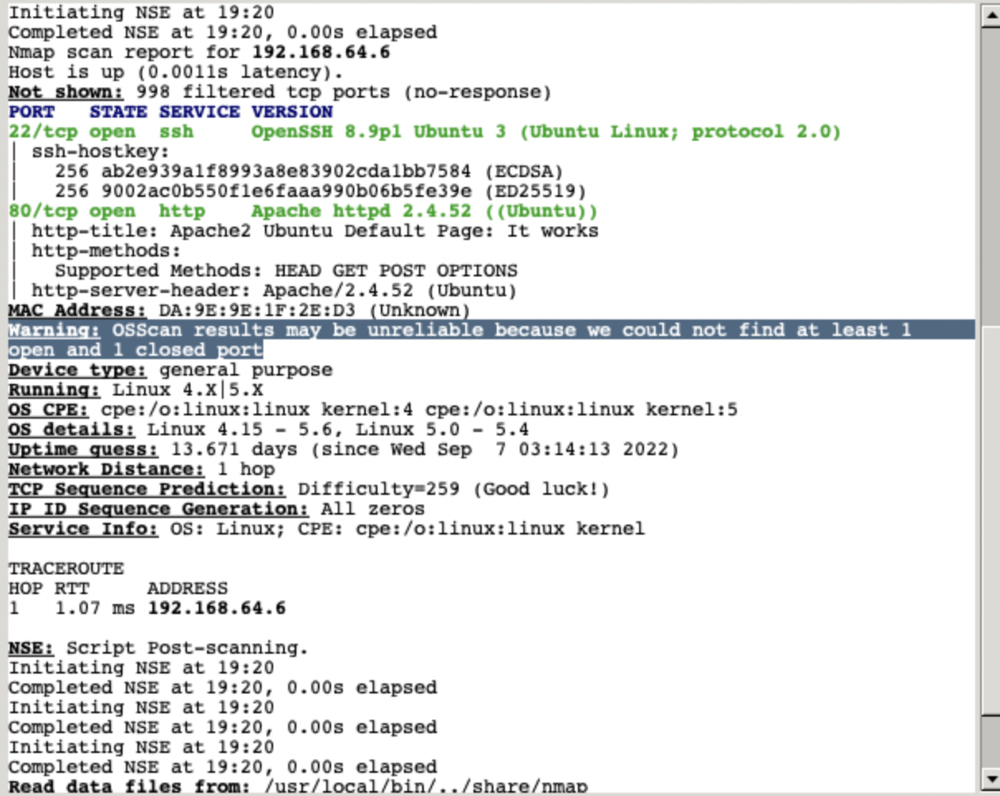 Initiating NSE at 19:20
Completed NSE at 19:20, 0.00s elapsed
Nmap scan report for 192.168.64.6
Host is up (0.0011s latency).
Not shown: 998 filtered tcp ports (no-response)
PORT   STATE SERVICE VERSION
22/tcp open  ssh     OpenSSH 8.9p1 Ubuntu 3 (Ubuntu Linux; protocol 2.0)
| ssh-hostkey:
|   256 ab2e939a1f8993a8e83902cda1bb7584 (ECDSA)
|   256 9002ac0b550f1e6faaa990b06b5fe39e (ED25519)
80/tcp open  http    Apache httpd 2.4.52 ((Ubuntu))
| http-title: Apache2 Ubuntu Default Page: It works
| http-methods:
|   Supported Methods: HEAD GET POST OPTIONS
| http-server-header: Apache/2.4.52 (Ubuntu)
MAC Address: DA:9E:9E:1F:2E:D3 (Unknown)
Warning: OSScan results may be unreliable because we could not find at least 1
open and 1 closed port
Device type: general purpose
Running: Linux 4.X|5.X
OS CPE: cpe:/o:linux:linux_kernel:4 cpe:/o:linux:linux_kernel:5
OS details: Linux 4.15 - 5.6, Linux 5.0 - 5.4
Uptime guess: 13.671 days (since Wed Sep  7 03:14:13 2022)
Network Distance: 1 hop
TCP Sequence Prediction: Difficulty=259 (Good luck!)
IP ID Sequence Generation: All zeros
Service Info: OS: Linux; CPE: cpe:/o:linux:linux_kernel
TRACEROUTE
HOP RTT     ADDRESS
1   1.07 ms 192.168.64.6
NSE: Script Post-scanning.
Initiating NSE at 19:20
Completed NSE at 19:20, 0.00s elapsed
Initiating NSE at 19:20
Completed NSE at 19:20, 0.00s elapsed
Initiating NSE at 19:20
Completed NSE at 19:20, 0.00s elapsed
Read data files from: /usr/local/bin/../share/nmap